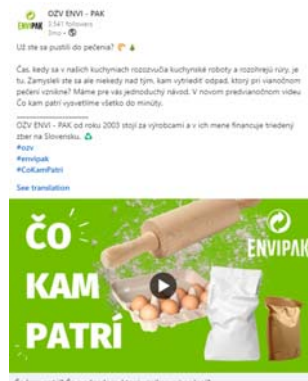 OZV ENVI - PAK
3,541 followers
3mo
Už ste sa pustili do pečenia?
Čas, kedy sa v našich kuchyniach rozozvučia kuchynské roboty a rozohrejú rúry, je
tu. Zamysleli ste sa ale niekedy nad tým, kam vytriediť odpad, ktorý pri vianočnom
pečení vznikne? Máme pre vás jednoduchý návod. V novom predvianočnom videu
Čo kam patrí vysvetlíme všetko do minúty.
OZV ENVI - PAK od roku 2003 stojí za výrobcami a v ich mene financuje triedený
zber na Slovensku.
#ozv
#envipak
#CoKamPatri
See translation
ČO
KAM
PATRÍ
ENVIPAK